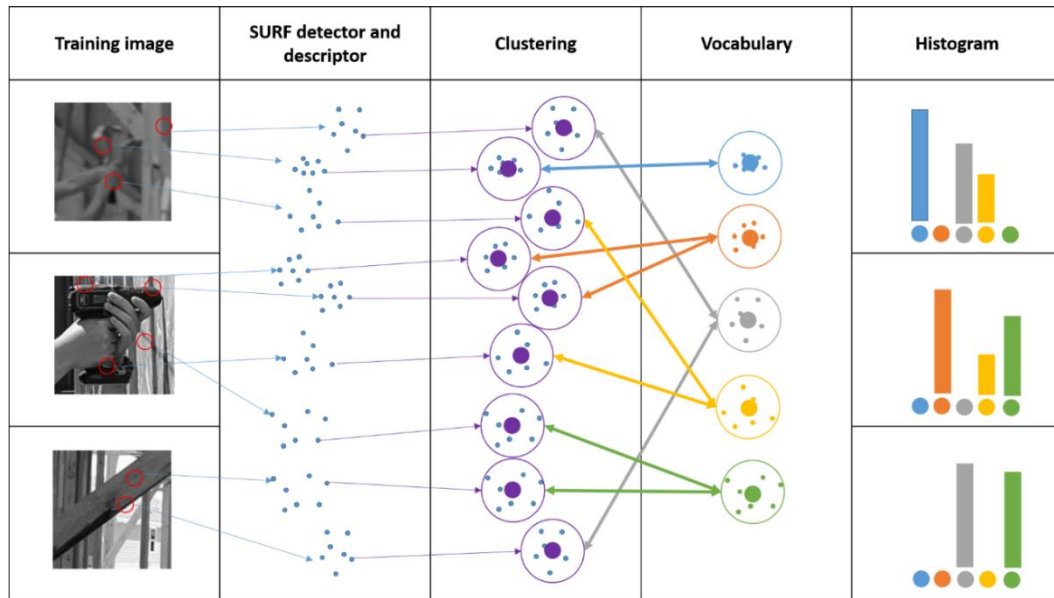 Training image
SURF detector and
descriptor
Clustering
Vocabulary
Histogram